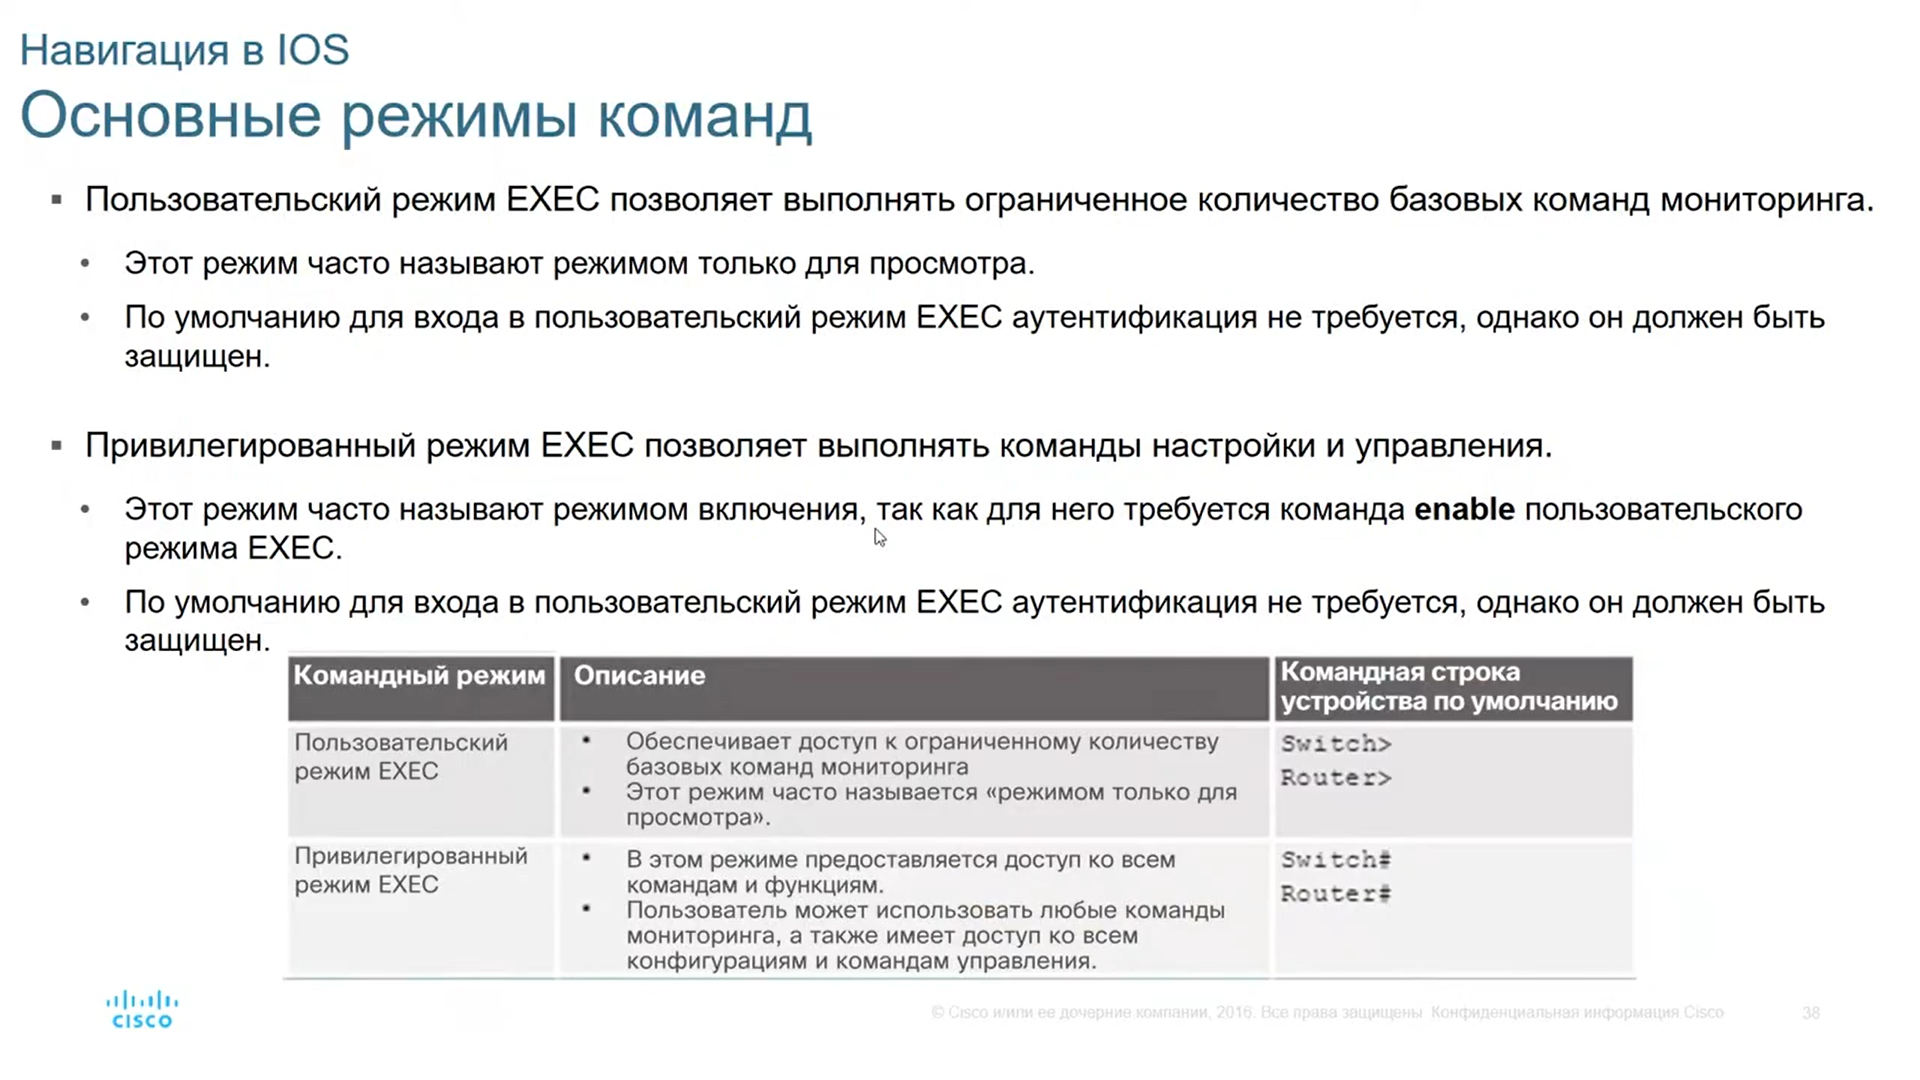 Навигация в IOS
Основные режимы команд
▪ Пользовательский режим EXEC позволяет выполнять ограниченное количество базовых команд мониторинга.
• Этот режим часто называют режимом только для просмотра.
• По умолчанию для входа в пользовательский режим EXEC аутентификация не требуется, однако он должен быть
защищен.
▪ Привилегированный режим EXEC позволяет выполнять команды настройки и управления.
• Этот режим часто называют режимом включения, так как для него требуется команда enable пользовательского
режима EXEC.
• По умолчанию для входа в пользовательский режим EXEC аутентификация не требуется, однако он должен быть
защищен.
Командный режим
Описание
Командная строка
устройства по умолчанию
Пользовательский
режим EXEC
• Обеспечивает доступ к ограниченному количеству
базовых команд мониторинга
• Этот режим часто называется «режимом только для
просмотра».
Switch>
Router>
Привилегированный
режим EXEC
• В этом режиме предоставляется доступ ко всем
командам и функциям.
• Пользователь может использовать любые команды
мониторинга, а также имеет доступ ко всем
конфигурациям и командам управления.
Switch#
Router#
CISCO
© Cisco и/или ее дочерние компании, 2016. Все права защищены. Конфиденциальная информация Cisco
38